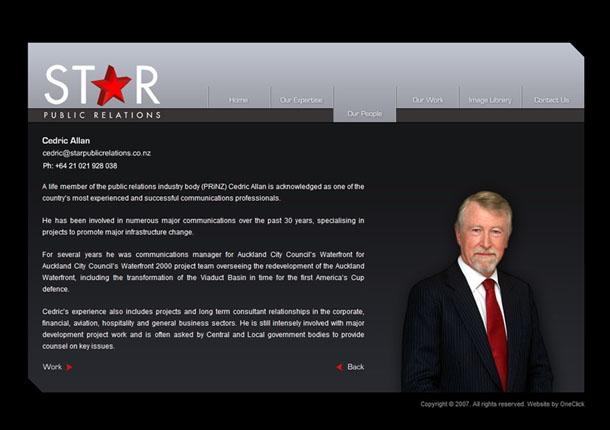 STAR
PUBLIC RELATIONS
Home
Our Expertise
Our People
Our Work
Image Library
Contact Us
Cedric Allan
cedric@starpublicrelations.co.nz
Ph: +64 21 021 928 038
A life member of the public relations industry body (PRiNZ) Cedric Allan is acknowledged as one of the
country's most experienced and successful communications professionals.
He has been involved in numerous major communications over the past 30 years, specialising in
projects to promote major infrastructure change.
For several years he was communications manager for Auckland City Council's Waterfront for
Auckland City Council's Waterfront 2000 project team overseeing the redevelopment of the Auckland
Waterfront, including the transformation of the Viaduct Basin in time for the first America's Cup
defence.
Cedric's experience also includes projects and long term consultant relationships in the corporate,
financial, aviation, hospitality and general business sectors. He is still intensely involved with major
development project work and is often asked by Central and Local government bodies to provide
counsel on key issues.
Work
Back
Copyright © 2007. All rights reserved. Website by OneClick